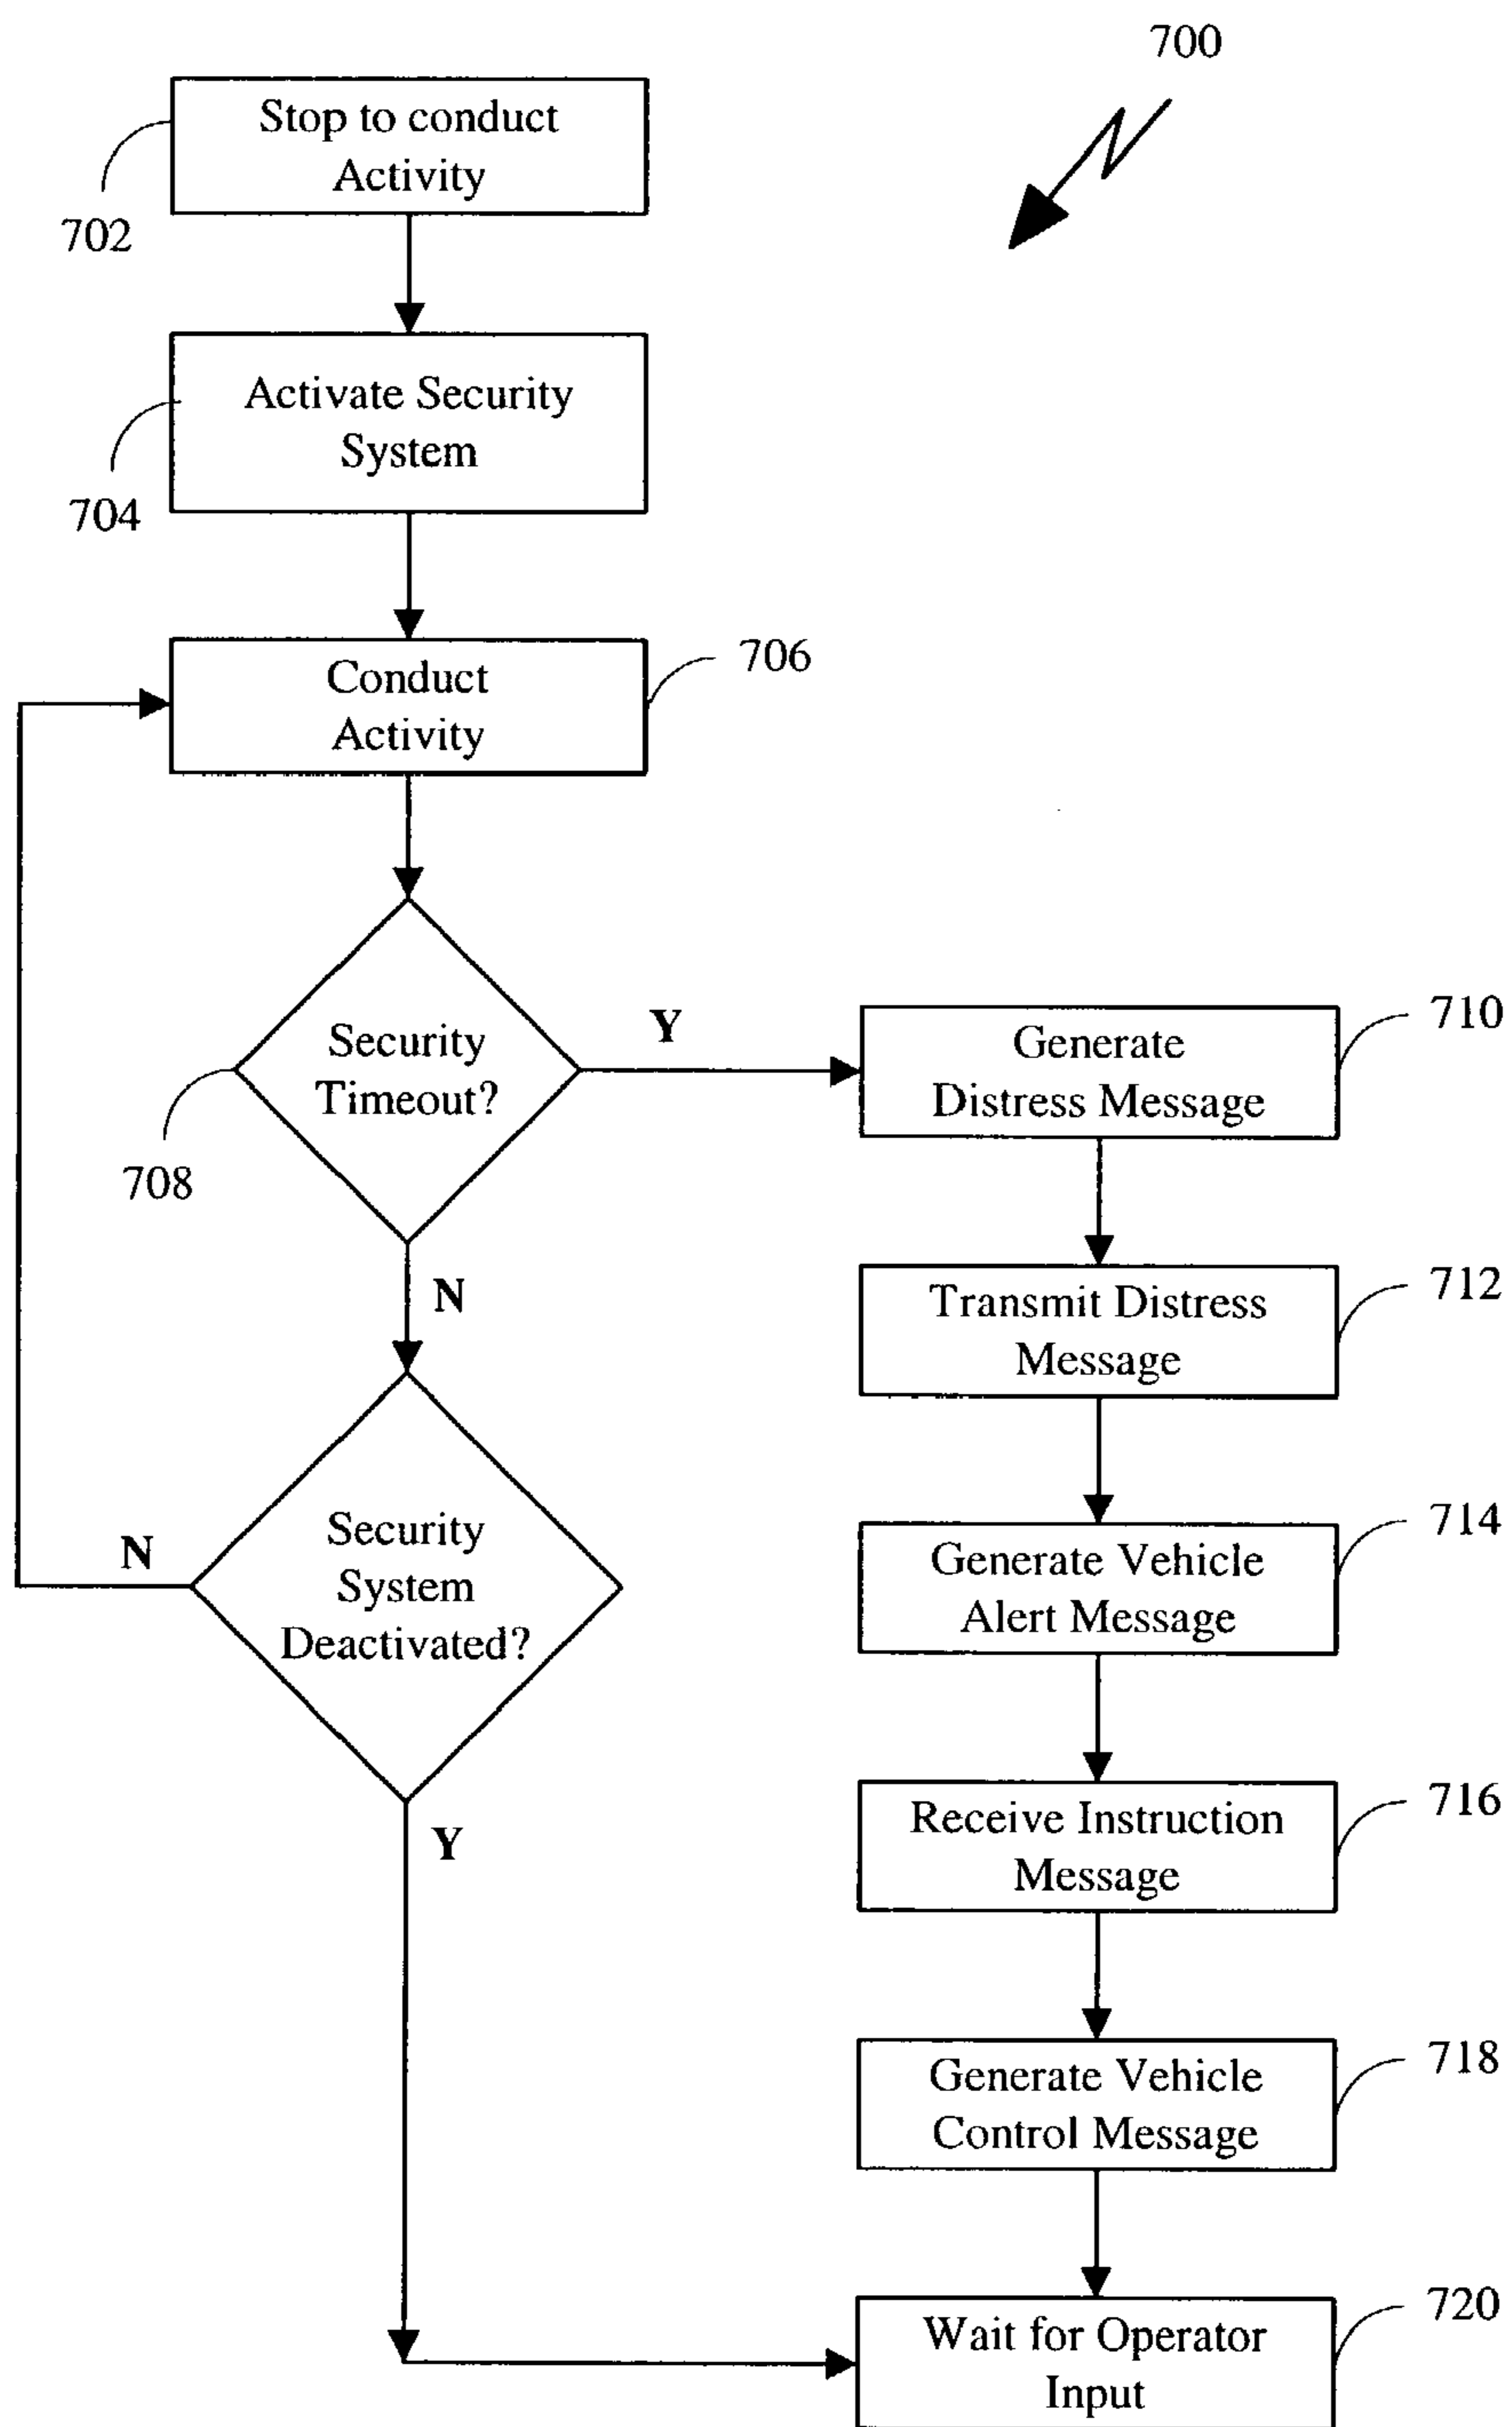 700
Stop to conduct
Activity
702
Activate Security
System
704
Conduct
Activity
706
Security
Timeout?
708
Y
N
Generate
Distress Message
710
Transmit Distress
Message
712
Security
System
Deactivated?
N
Y
Generate Vehicle
Alert Message
714
Receive Instruction
Message
716
Generate Vehicle
Control Message
718
Wait for Operator
Input
720